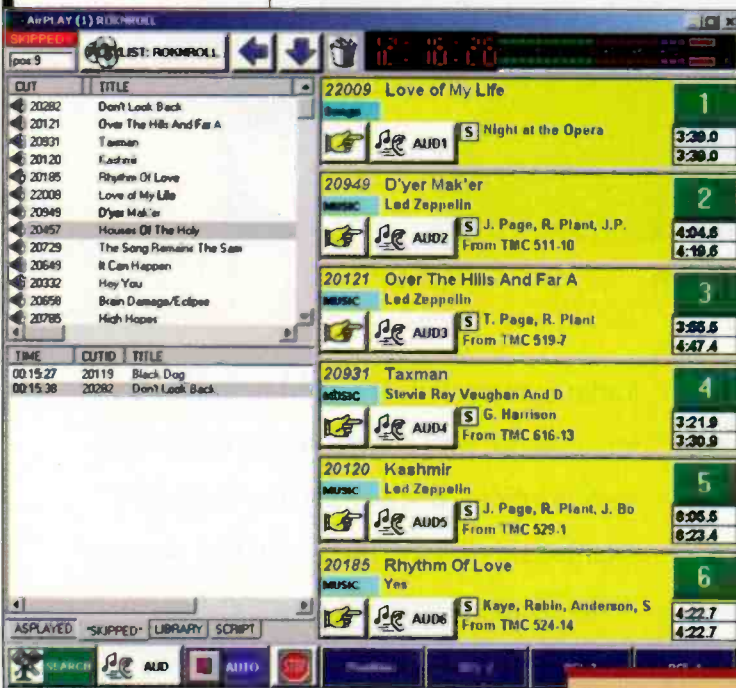 AirPLAY (1) ROKNROLL
SKIPPED
pos 9
LIST: ROKNROLL
CUT TITLE
20282 Don't Look Back
20121 Over The Hills And Far A
20931 Taxman
20120 Kashmir
20185 Rhythm Of Love
22009 Love of My Life
20949 D'yer Mak'er
20457 Houses Of The Holy
20729 The Song Remains The Sam
20649 It Can Happen
20332 Hey You
20658 Brain Damage/Eclipse
20785 High Hopes
TIME CUTID TITLE
00:15:27 20119 Black Dog
00:15:38 20282 Don't Look Back
ASPLAYED *SKIPPED* LIBRARY SCRIPT
SEARCH AUD AUTO STOP
22009 Love of My Life 1
Songs
AUD1 S Night at the Opera
3:39.0
3:39.0
20949 D'yer Mak'er 2
MUSIC Led Zeppelin
AUD2 S J. Page, R. Plant, J.P.
From TMC 511-10
4:04.6
4:19.6
20121 Over The Hills And Far A 3
MUSIC Led Zeppelin
AUD3 S T. Page, R. Plant
From TMC 519-7
4:47.4
20931 Taxman 4
MUSIC Stevie Ray Vaughan And D
AUD4 S G. Harrison
From TMC 616-13
3:21.9
3:30.9
20120 Kashmir 5
MUSIC Led Zeppelin
AUD5 S J. Page, R. Plant, J. Bo
From TMC 529-1
8:05.6
8:23.4
20185 Rhythm Of Love 6
MUSIC Yes
AUD6 S Kaye, Rabin, Anderson, S
From TMC 524-14
4:22.7
4:22.7